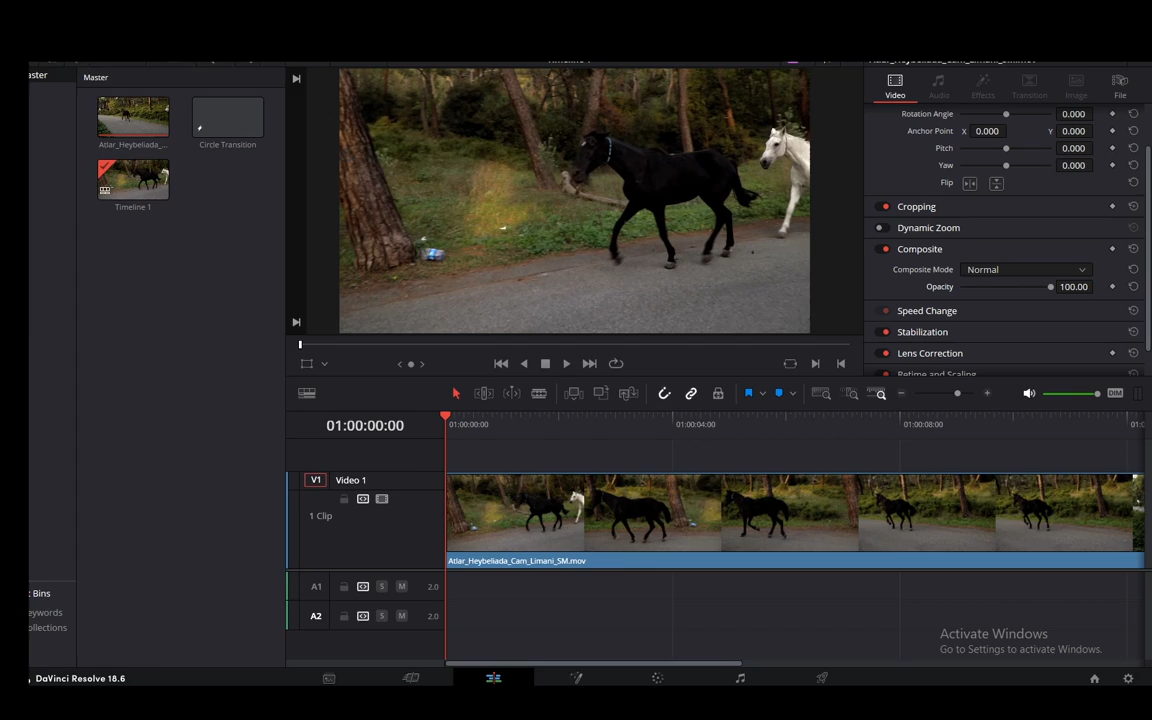 aster
Master
Atlar_Heybeliada_...
Circle Transition
Timeline 1
Video
Audio
Effects
Transition
Image
File
Rotation Angle 0.000
Anchor Point X 0.000 Y 0.000
Pitch 0.000
Yaw 0.000
Flip
Cropping
Dynamic Zoom
Composite
Composite Mode Normal
Opacity 100.00
Speed Change
Stabilization
Lens Correction
Retime and Scaling
DIM
01:00:00:00
01:00:00:00
01:00:04:00
01:00:08:00
V1 Video 1
1 Clip
Atlar_Heybeliada_Cam_Limani_SM.mov
A1 S M 2.0
A2 S M 2.0
t Bins
eywords
ollections
Activate Windows
Go to Settings to activate Windows.
DaVinci Resolve 18.6